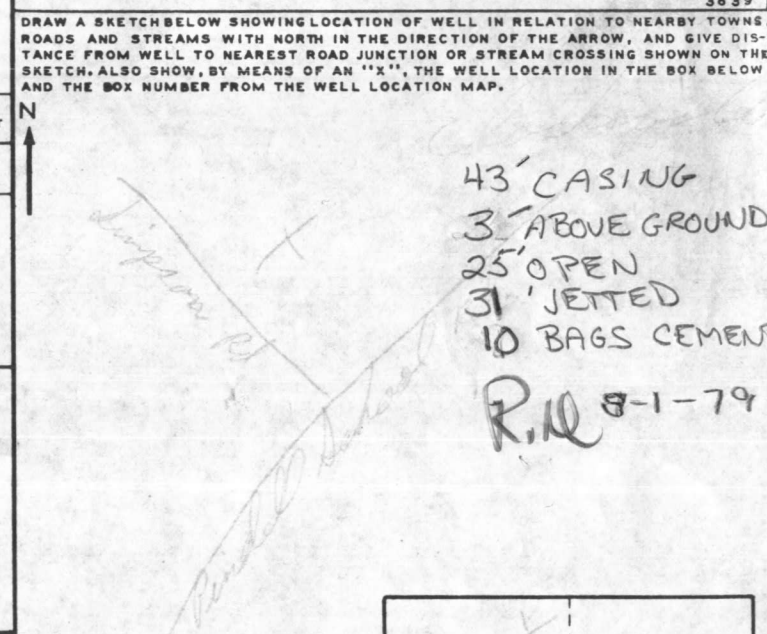 3639
DRAW A SKETCH BELOW SHOWING LOCATION OF WELL IN RELATION TO NEARBY TOWNS
ROADS AND STREAMS WITH NORTH IN THE DIRECTION OF THE ARROW, AND GIVE DIS-
TANCE FROM WELL TO NEAREST ROAD JUNCTION OR STREAM CROSSING SHOWN ON THE
SKETCH. ALSO SHOW, BY MEANS OF AN "X", THE WELL LOCATION IN THE BOX BELOW
AND THE BOX NUMBER FROM THE WELL LOCATION MAP.
N
43' CASING
3' ABOVE GROUND
25' OPEN
31' JETTED
10 BAGS CEMENT
8-1-79
Simpson Rd
X